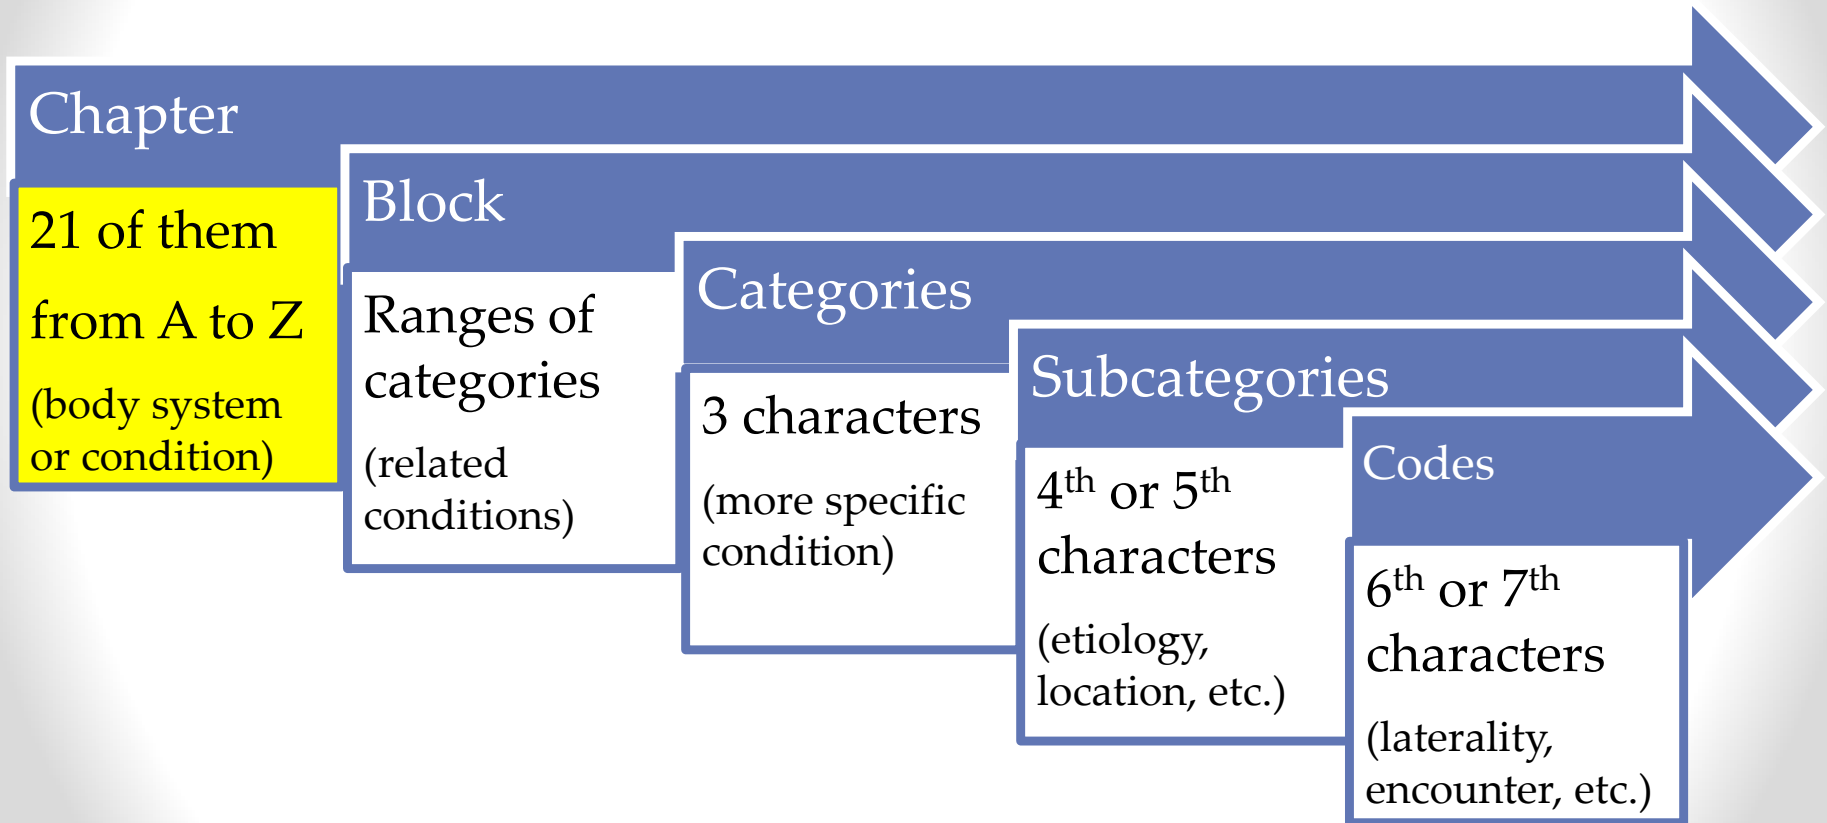 Chapter
21 of them
from A to Z
(body system
or condition)
Block
Ranges of
categories
(related
conditions)
Categories
3 characters
(more specific
condition)
Subcategories
4th or 5th
characters
(etiology,
location, etc.)
Codes
6th or 7th
characters
(laterality,
encounter, etc.)